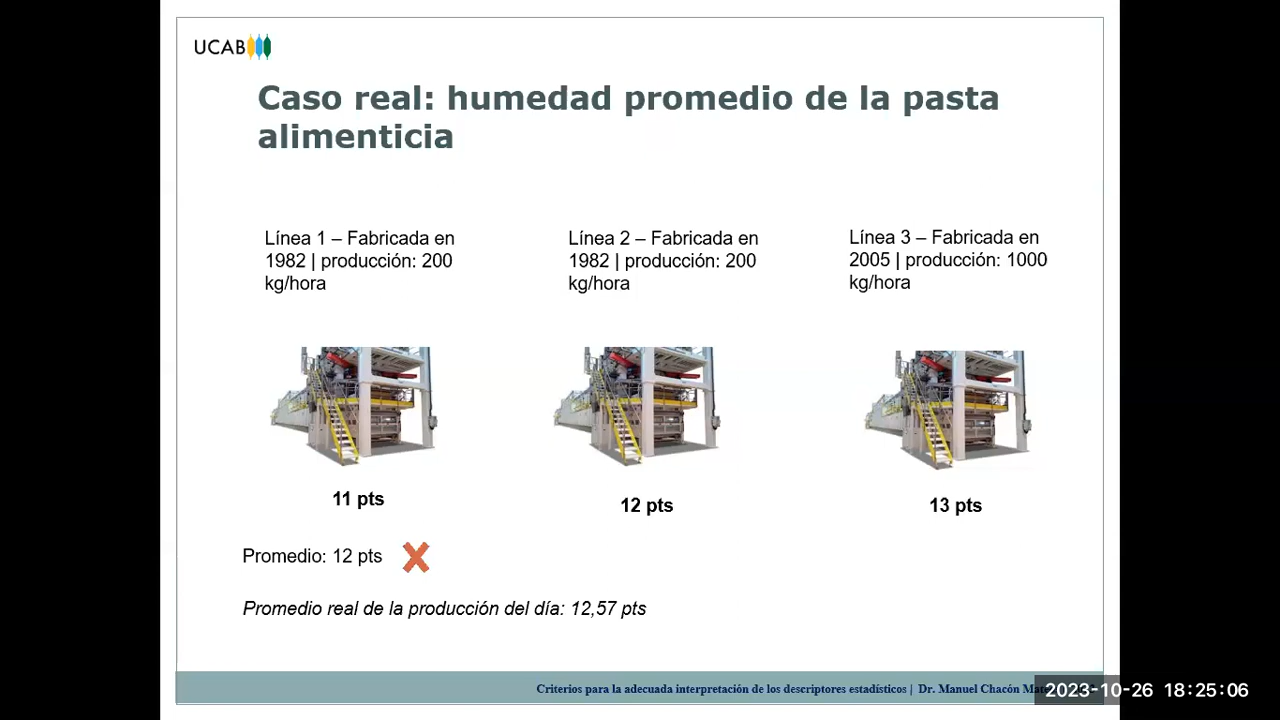 UCAB
Caso real: humedad promedio de la pasta
alimenticia
Línea 1 – Fabricada en
1982 | producción: 200
kg/hora
Línea 2 – Fabricada en
1982 | producción: 200
kg/hora
Línea 3 – Fabricada en
2005 | producción: 1000
kg/hora
11 pts
12 pts
13 pts
Promedio: 12 pts
Promedio real de la producción del día: 12,57 pts
Criterios para la adecuada interpretación de los descriptores estadísticos | Dr. Manuel Chacón
2023-10-26 18:25:06